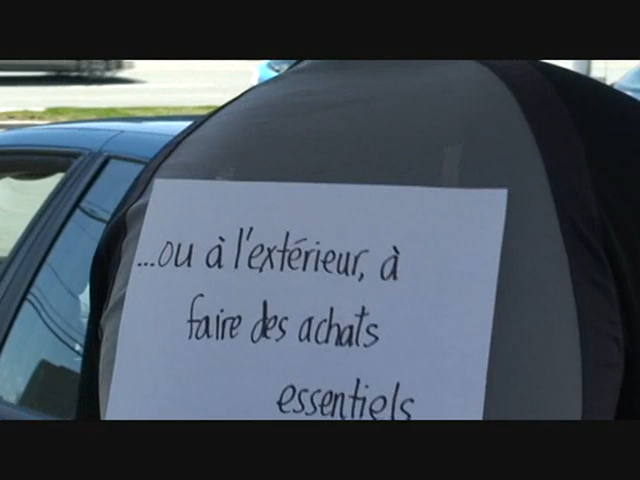 ...ou à l'extérieur, à
faire des achats
essentiels